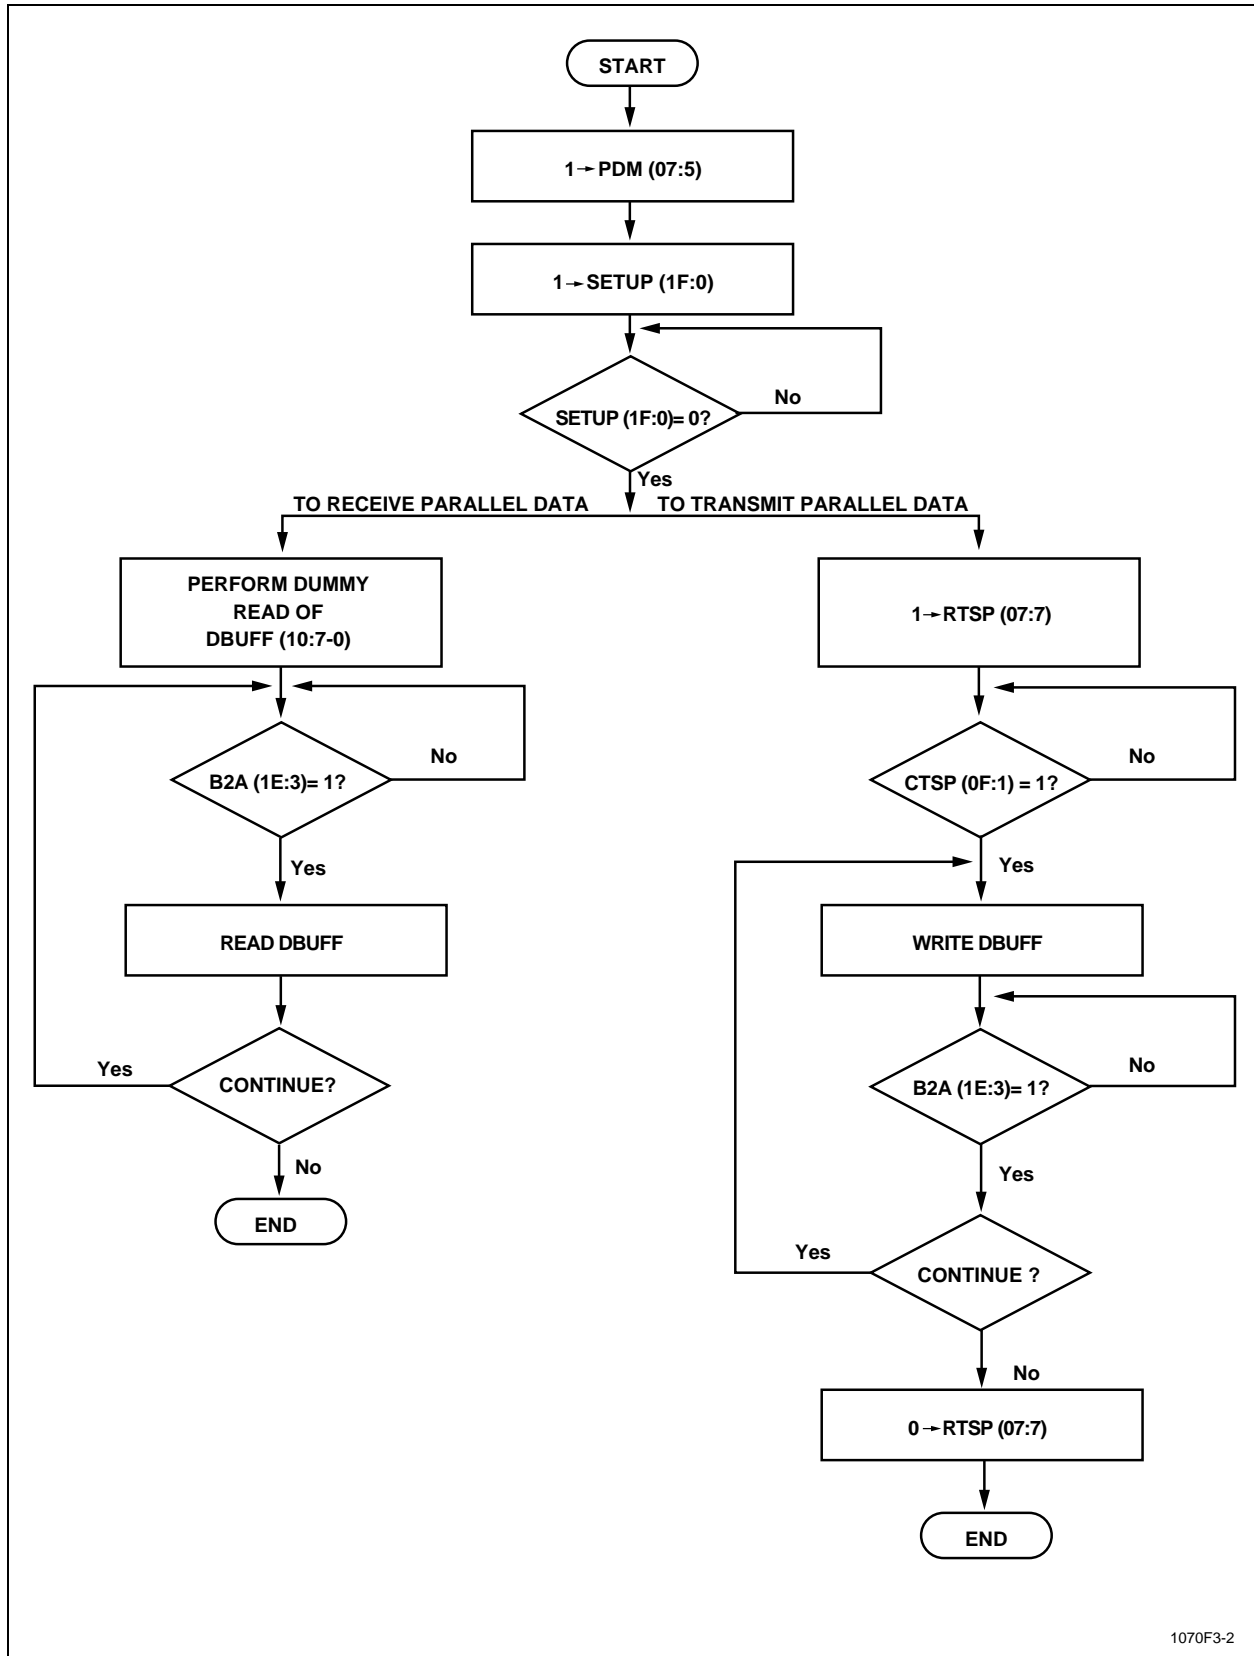 START
1→PDM (07:5)
1→SETUP (1F:0)
SETUP (1F:0)= 0?
No
Yes
TO RECEIVE PARALLEL DATA
TO TRANSMIT PARALLEL DATA
PERFORM DUMMY
READ OF
DBUFF (10:7-0)
B2A (1E:3)= 1?
No
Yes
READ DBUFF
CONTINUE?
Yes
No
END
1→RTSP (07:7)
CTSP (0F:1) = 1?
No
Yes
WRITE DBUFF
B2A (1E:3)= 1?
No
Yes
CONTINUE ?
Yes
No
0→RTSP (07:7)
END
1070F3-2